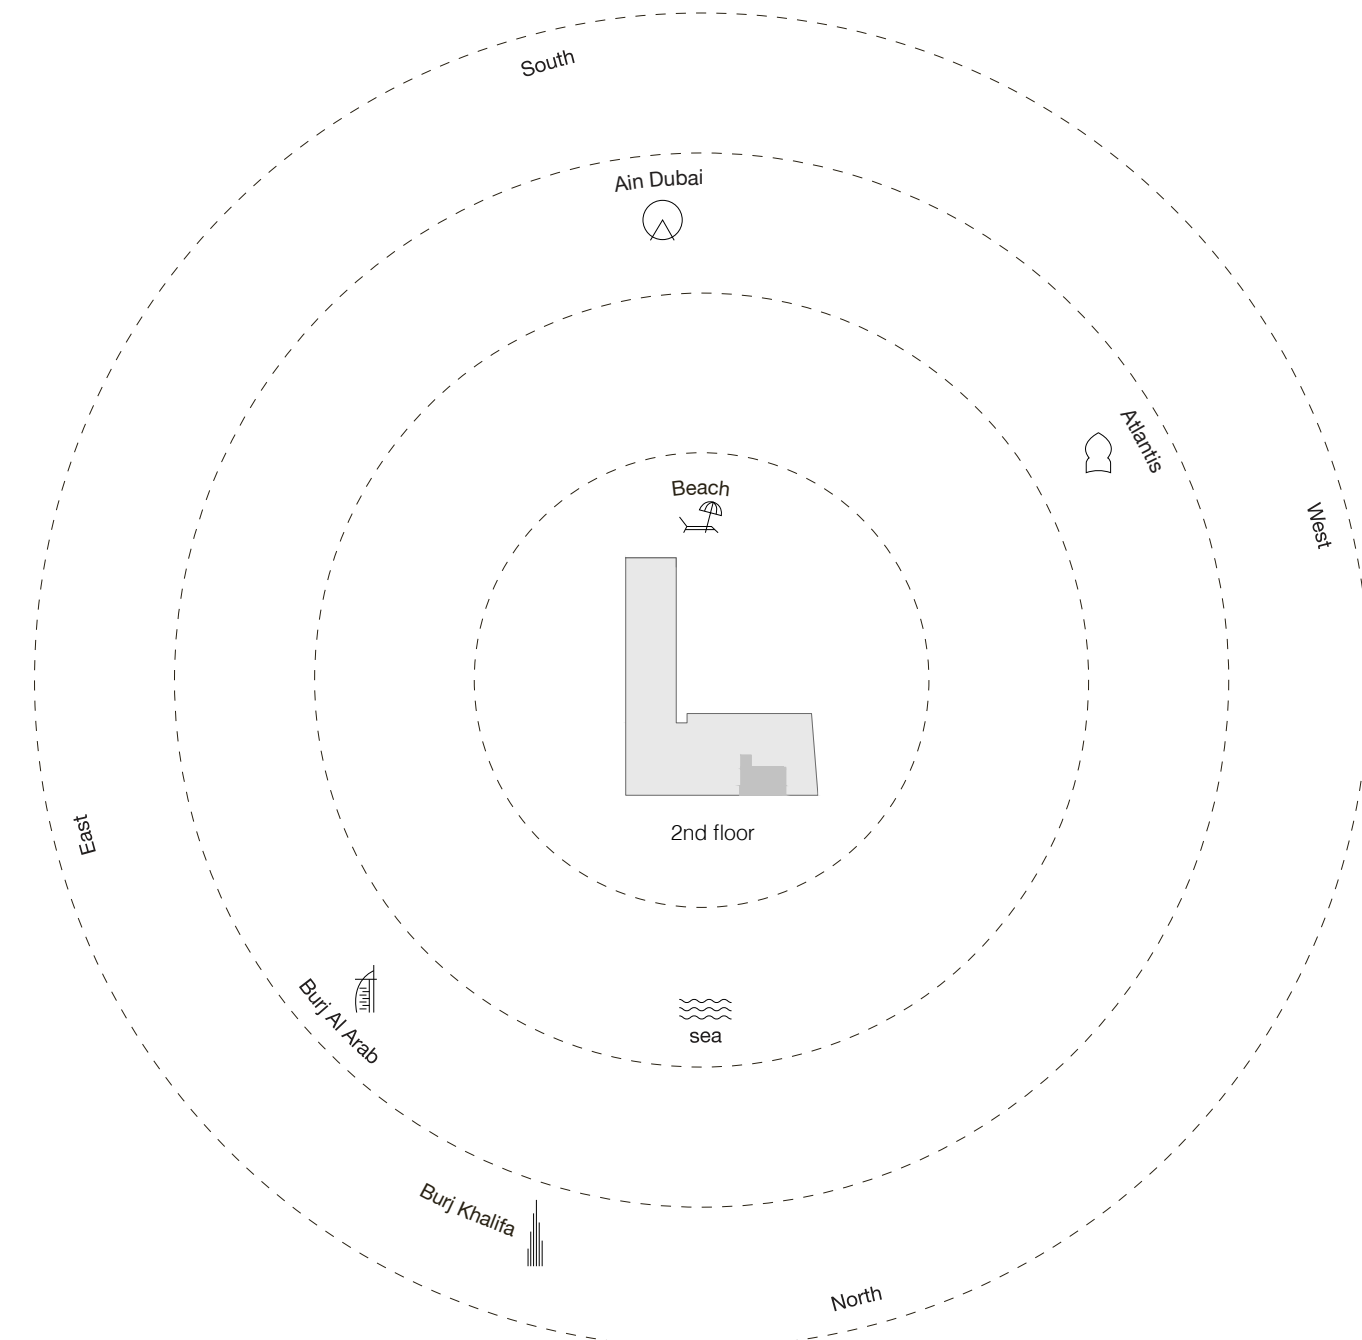 South
Ain Dubai
Atlantis
Beach
West
2nd floor
East
Burj Al Arab
sea
Burj Khalifa
North